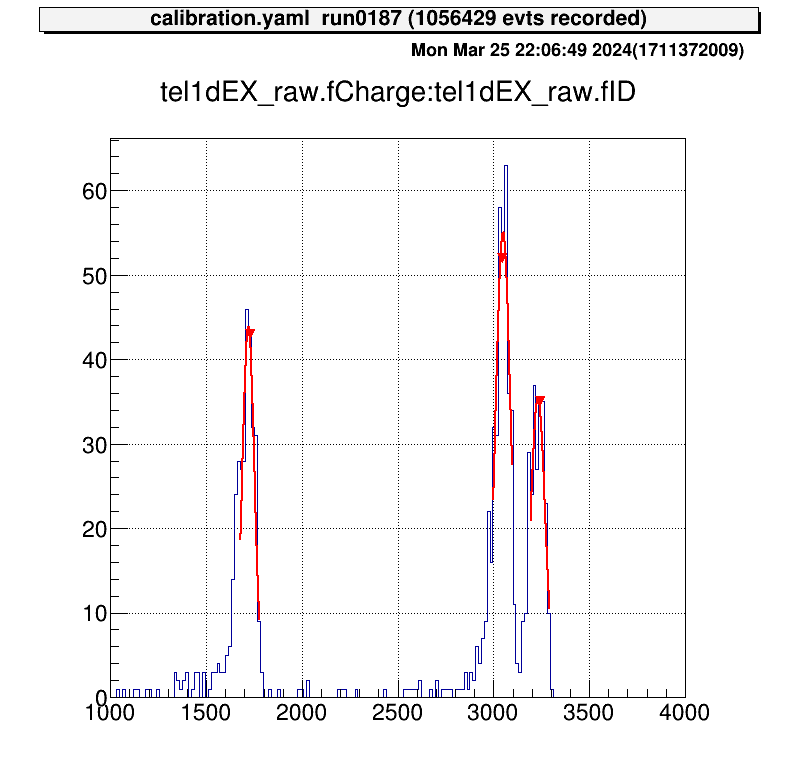 calibration.yaml run0187 (1056429 evts recorded)
Mon Mar 25 22:06:49 2024(1711372009)
tel1dEX_raw.fCharge:tel1dEX_raw.fID
60
50
40
30
20
10
0
1000 1500 2000 2500 3000 3500 4000